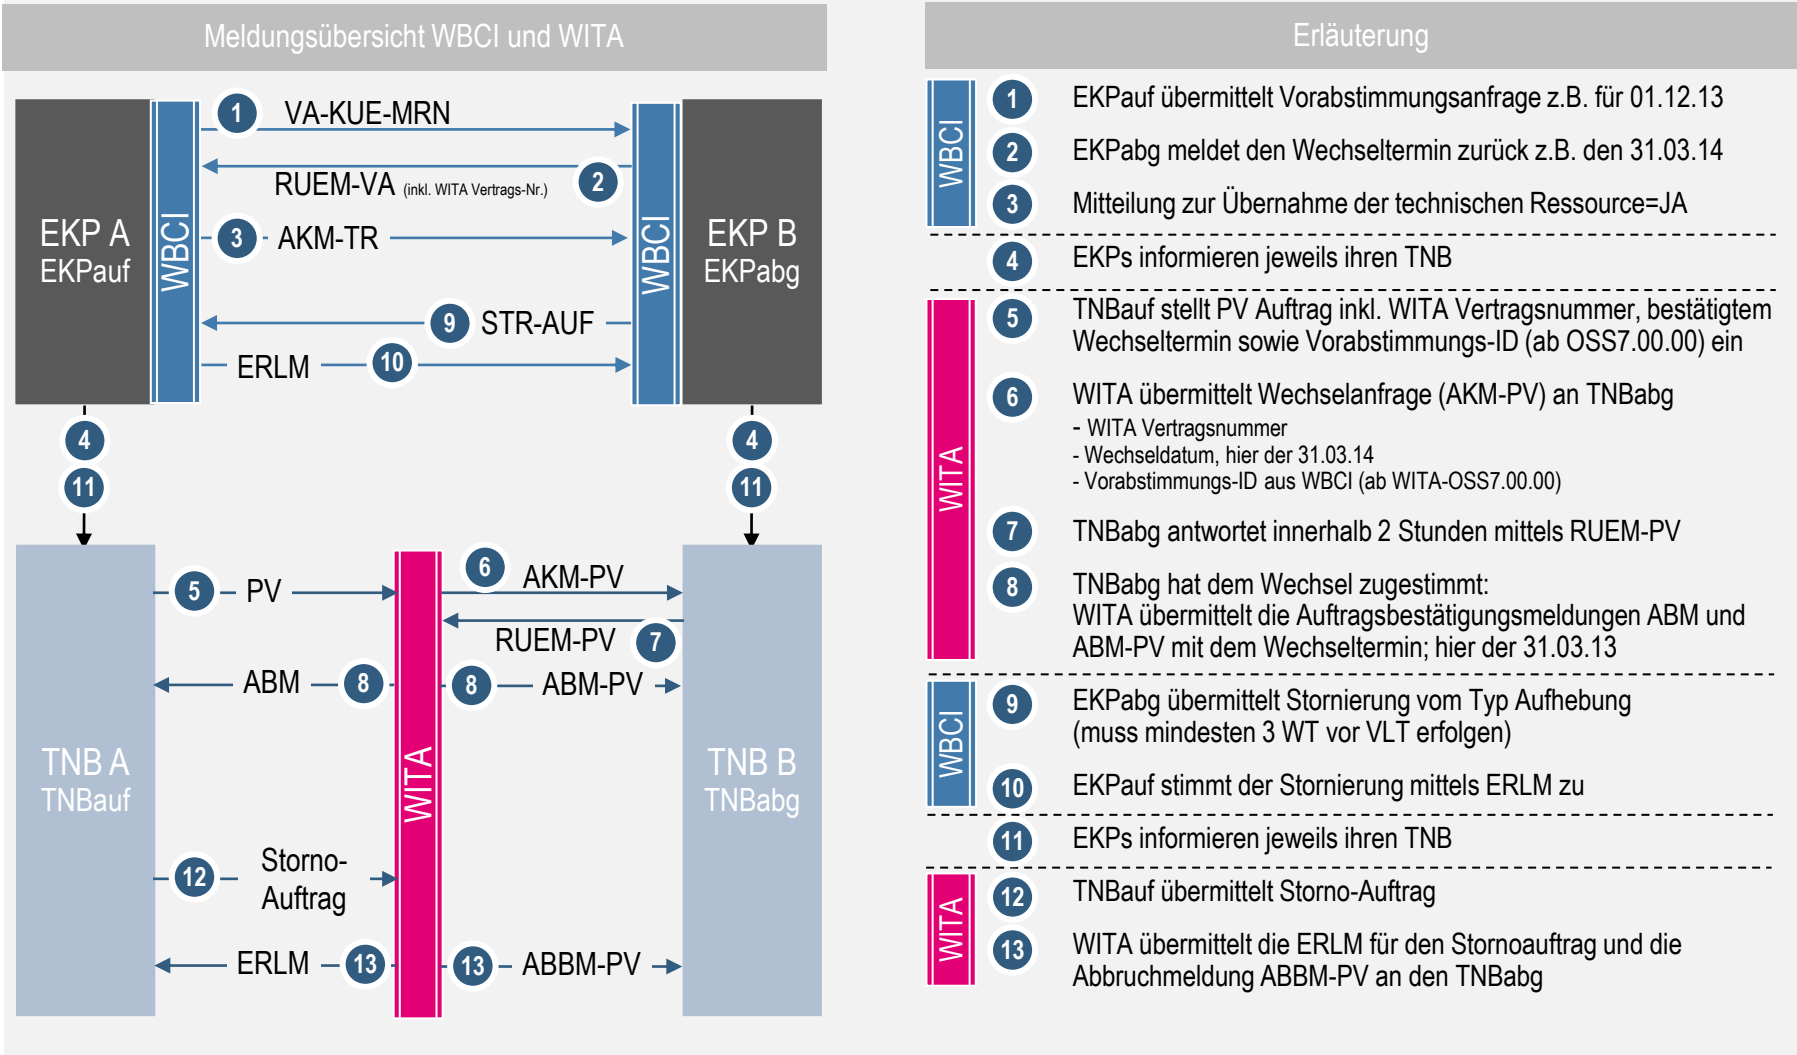 Meldungsübersicht WBCI und WITA
1
VA-KUE-MRN
RUEM-VA (inkl. WITA Vertrags-Nr.)
2
EKP A
EKPauf
WBCI
3
AKM-TR
WBCI
EKP B
EKPabg
9
STR-AUF
ERLM
10
4
11
4
11
5
PV
6
AKM-PV
RUEM-PV
7
ABM
8
8
ABM-PV
TNB A
TNBauf
WITA
TNB B
TNBabg
12
Storno-
Auftrag
ERLM
13
13
ABBM-PV
Erläuterung
WBCI
1
EKPauf übermittelt Vorabstimmungsanfrage z.B. für 01.12.13
2
EKPabg meldet den Wechseltermin zurück z.B. den 31.03.14
3
Mitteilung zur Übernahme der technischen Ressource=JA
4
EKPs informieren jeweils ihren TNB
WITA
5
TNBauf stellt PV Auftrag inkl. WITA Vertragsnummer, bestätigtem
Wechseltermin sowie Vorabstimmungs-ID (ab OSS7.00.00) ein
6
WITA übermittelt Wechselanfrage (AKM-PV) an TNBabg
- WITA Vertragsnummer
- Wechseldatum, hier der 31.03.14
- Vorabstimmungs-ID aus WBCI (ab WITA-OSS7.00.00)
7
TNBabg antwortet innerhalb 2 Stunden mittels RUEM-PV
8
TNBabg hat dem Wechsel zugestimmt:
WITA übermittelt die Auftragsbestätigungsmeldungen ABM und
ABM-PV mit dem Wechseltermin; hier der 31.03.13
WBCI
9
EKPabg übermittelt Stornierung vom Typ Aufhebung
(muss mindesten 3 WT vor VLT erfolgen)
10
EKPauf stimmt der Stornierung mittels ERLM zu
11
EKPs informieren jeweils ihren TNB
WITA
12
TNBauf übermittelt Storno-Auftrag
13
WITA übermittelt die ERLM für den Stornoauftrag und die
Abbruchmeldung ABBM-PV an den TNBabg